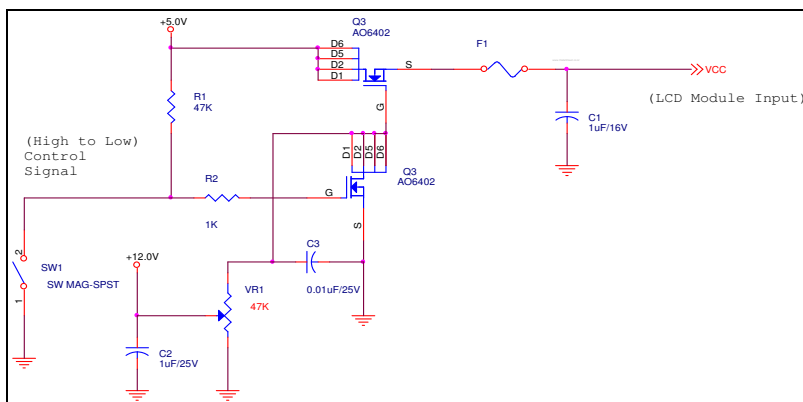 Q3
AO6402
+5.0V
D6
D5
D2
D1
S
G
F1
VCC
(LCD Module Input)
C1
1uF/16V
R1
47K
(High to Low)
Control
Signal
R2
1K
D1
D2
D5
D6
Q3
AO6402
G
S
+12.0V
2
SW1
SW MAG-SPST
1
C3
0.01uF/25V
VR1
47K
C2
1uF/25V